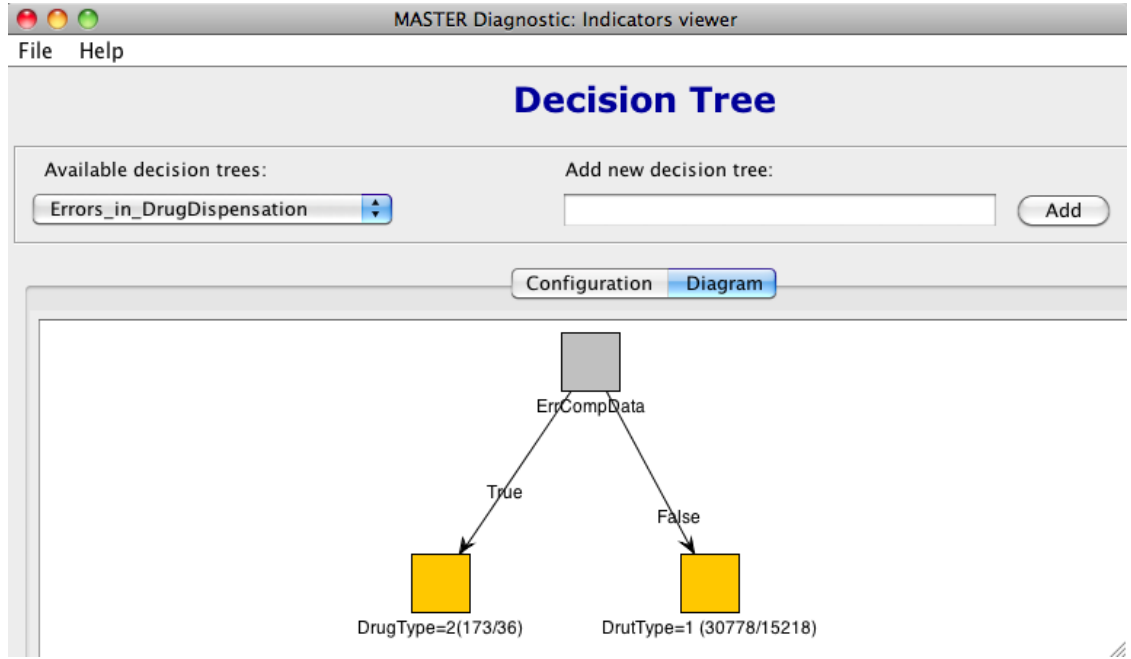 MASTER Diagnostic: Indicators viewer
File Help
Decision Tree
Available decision trees:
Add new decision tree:
Errors_in_DrugDispensation
Add
Configuration Diagram
ErrCompData
True
False
DrugType=2(173/36)
DrutType=1 (30778/15218)